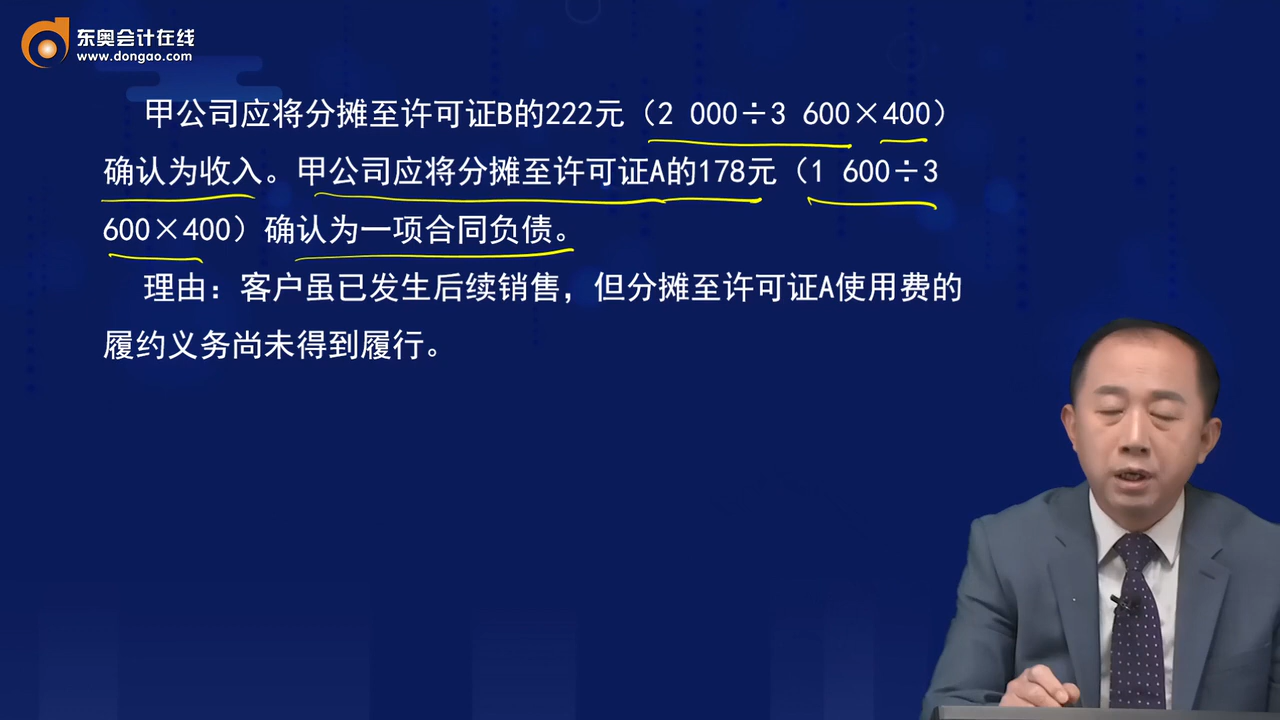 东奥会计在线
www.dongao.com
甲公司应将分摊至许可证B的222元（2 000÷3 600×400）
确认为收入。甲公司应将分摊至许可证A的178元（1 600÷3
600×400）确认为一项合同负债。
理由：客户虽已发生后续销售，但分摊至许可证A使用费的
履约义务尚未得到履行。